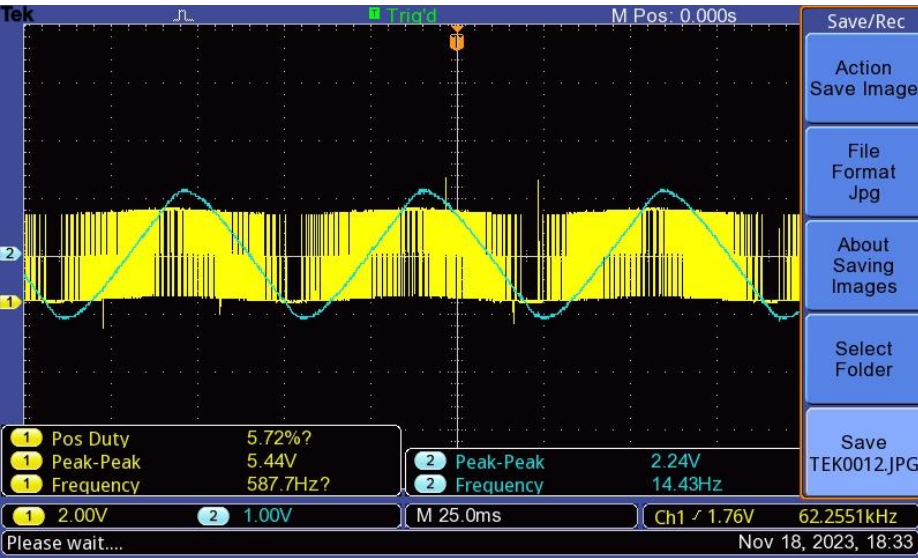 Tek
T Trig'd
M Pos: 0.000s
T
2
1
1 Pos Duty 5.72%?
1 Peak-Peak 5.44V
1 Frequency 587.7Hz?
2 Peak-Peak 2.24V
2 Frequency 14.43Hz
1 2.00V
2 1.00V
M 25.0ms
Ch1 / 1.76V
62.2551kHz
Please wait....
Nov 18, 2023, 18:33
Save/Rec
Action
Save Image
File
Format
Jpg
About
Saving
Images
Select
Folder
Save
TEK0012.JPG